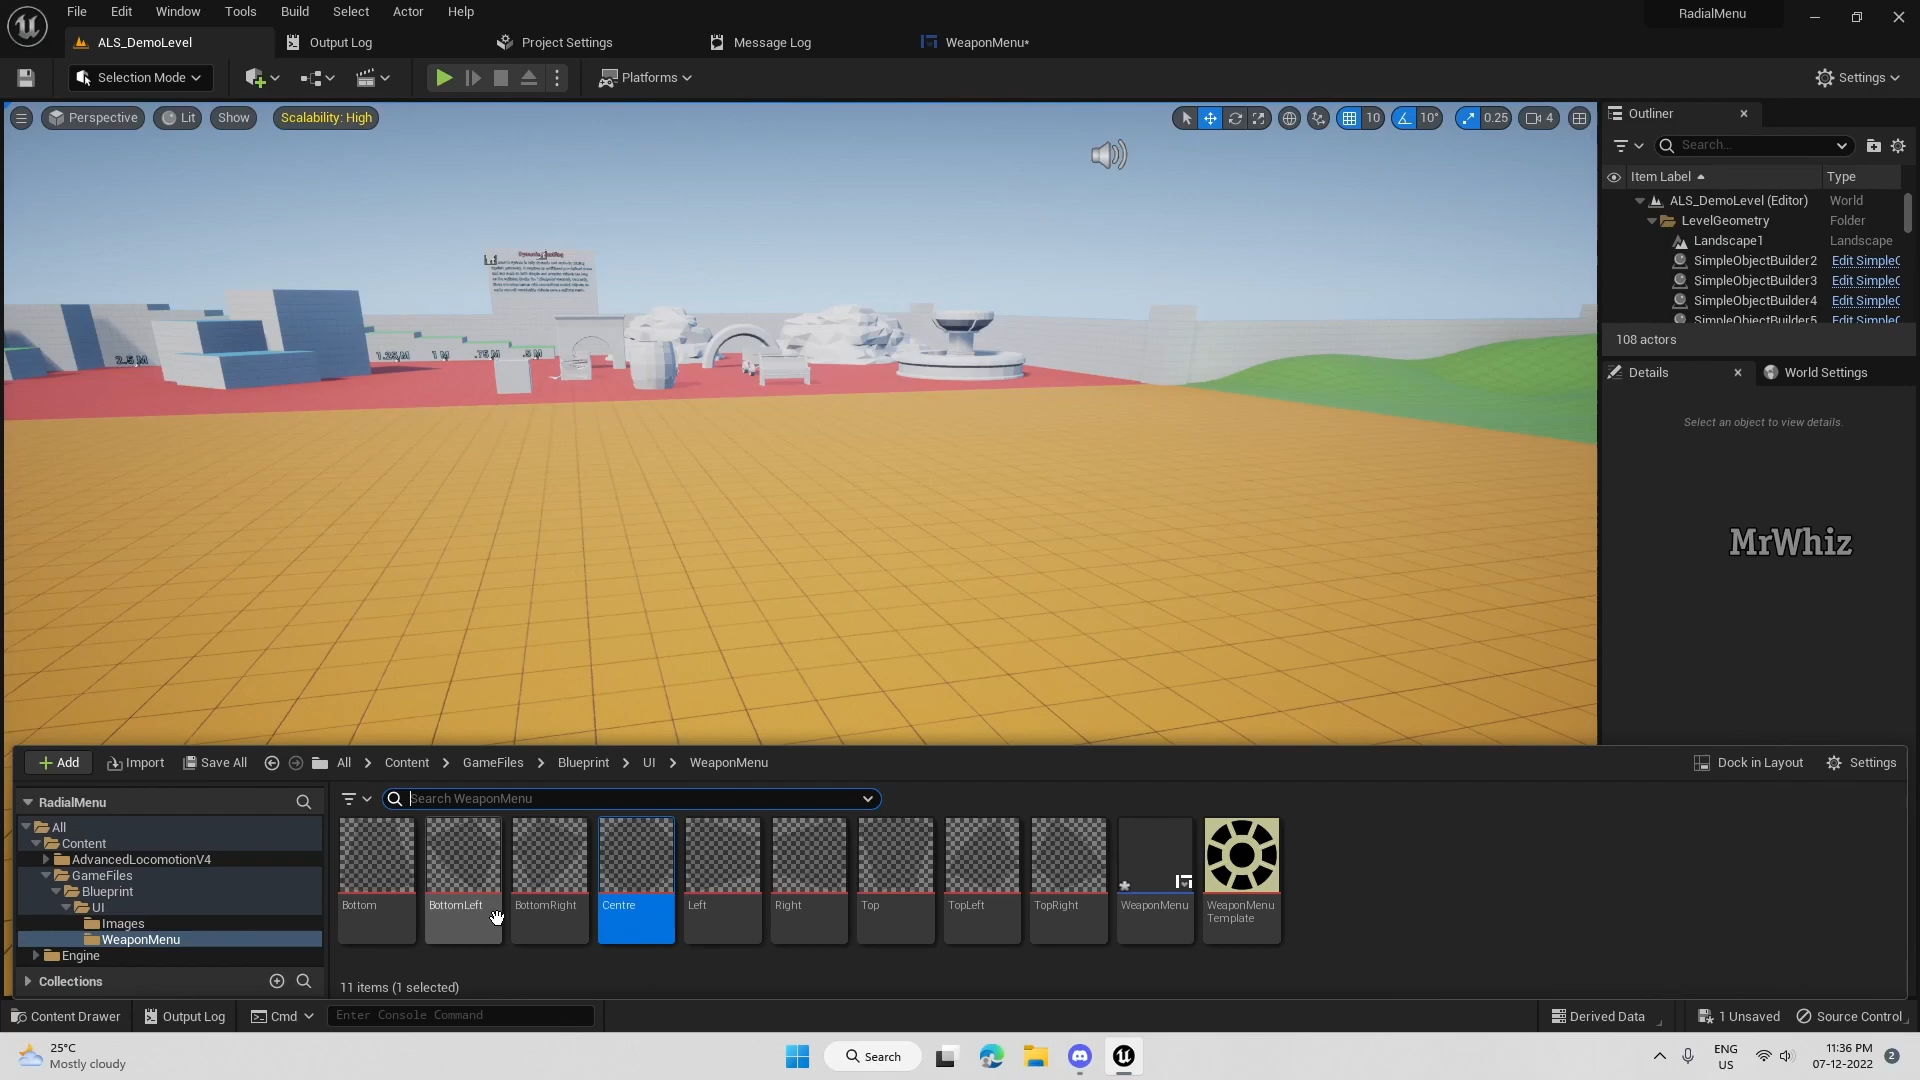 File Edit Window Tools Build Select Actor Help
RadialMenu
ALS_DemoLevel
Output Log
Project Settings
Message Log
WeaponMenu*
Selection Mode
Platforms
Settings
Perspective
Lit
Show
Scalability: High
10
10°
0.25
4
Outliner
Search...
Item Label
Type
ALS_DemoLevel (Editor) World
LevelGeometry Folder
Landscape1 Landscape
SimpleObjectBuilder2 Edit SimpleO
SimpleObjectBuilder3 Edit SimpleO
SimpleObjectBuilder4 Edit SimpleO
SimpleObjectBuilder5 Edit SimpleO
108 actors
Details
World Settings
Select an object to view details.
MrWhiz
2.5 M
1.25 M
1 M
.75 M
.5 M
Add
Import
Save All
All
Content
GameFiles
Blueprint
UI
WeaponMenu
Dock in Layout
Settings
RadialMenu
Search WeaponMenu
All
Content
AdvancedLocomotionV4
GameFiles
Blueprint
UI
Images
WeaponMenu
Engine
Collections
Bottom
BottomLeft
BottomRight
Centre
Left
Right
Top
TopLeft
TopRight
WeaponMenu
WeaponMenu
Template
11 items (1 selected)
Content Drawer
Output Log
Cmd
Enter Console Command
Derived Data
1 Unsaved
Source Control
25°C
Mostly cloudy
Search
ENG
US
11:36 PM
07-12-2022
2